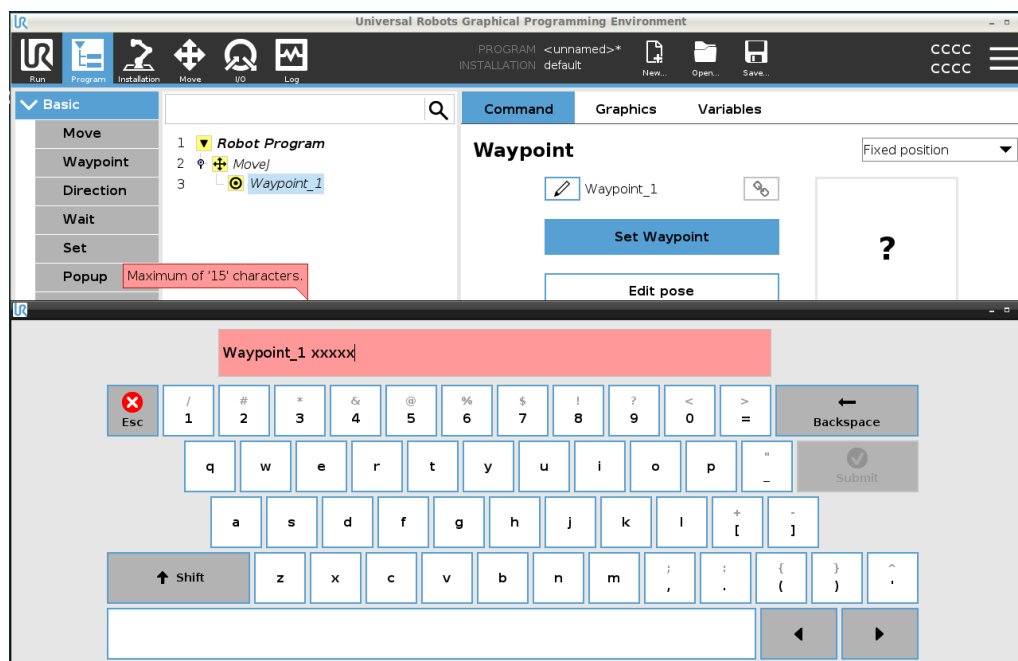 UR Universal Robots Graphical Programming Environment
UR
Run Program Installation Move I/O Log
PROGRAM <unnamed>*
INSTALLATION default
New... Open... Save...
CCCC
CCCC
Basic
Move
Waypoint
Direction
Wait
Set
Popup
1 Robot Program
2 MoveJ
3 Waypoint_1
Command Graphics Variables
Waypoint
Fixed position
Waypoint_1
Set Waypoint
?
Edit pose
Maximum of '15' characters.
UR
Waypoint_1 xxxxx
Esc / 1 # 2 * 3 & 4 @ 5 % 6 $ 7 ! 8 ? 9 < 0 > = Backspace
q w e r t y u i o p " _ Submit
a s d f g h j k l + [ - ]
Shift z x c v b n m ; , : . { ( } ) ^ '